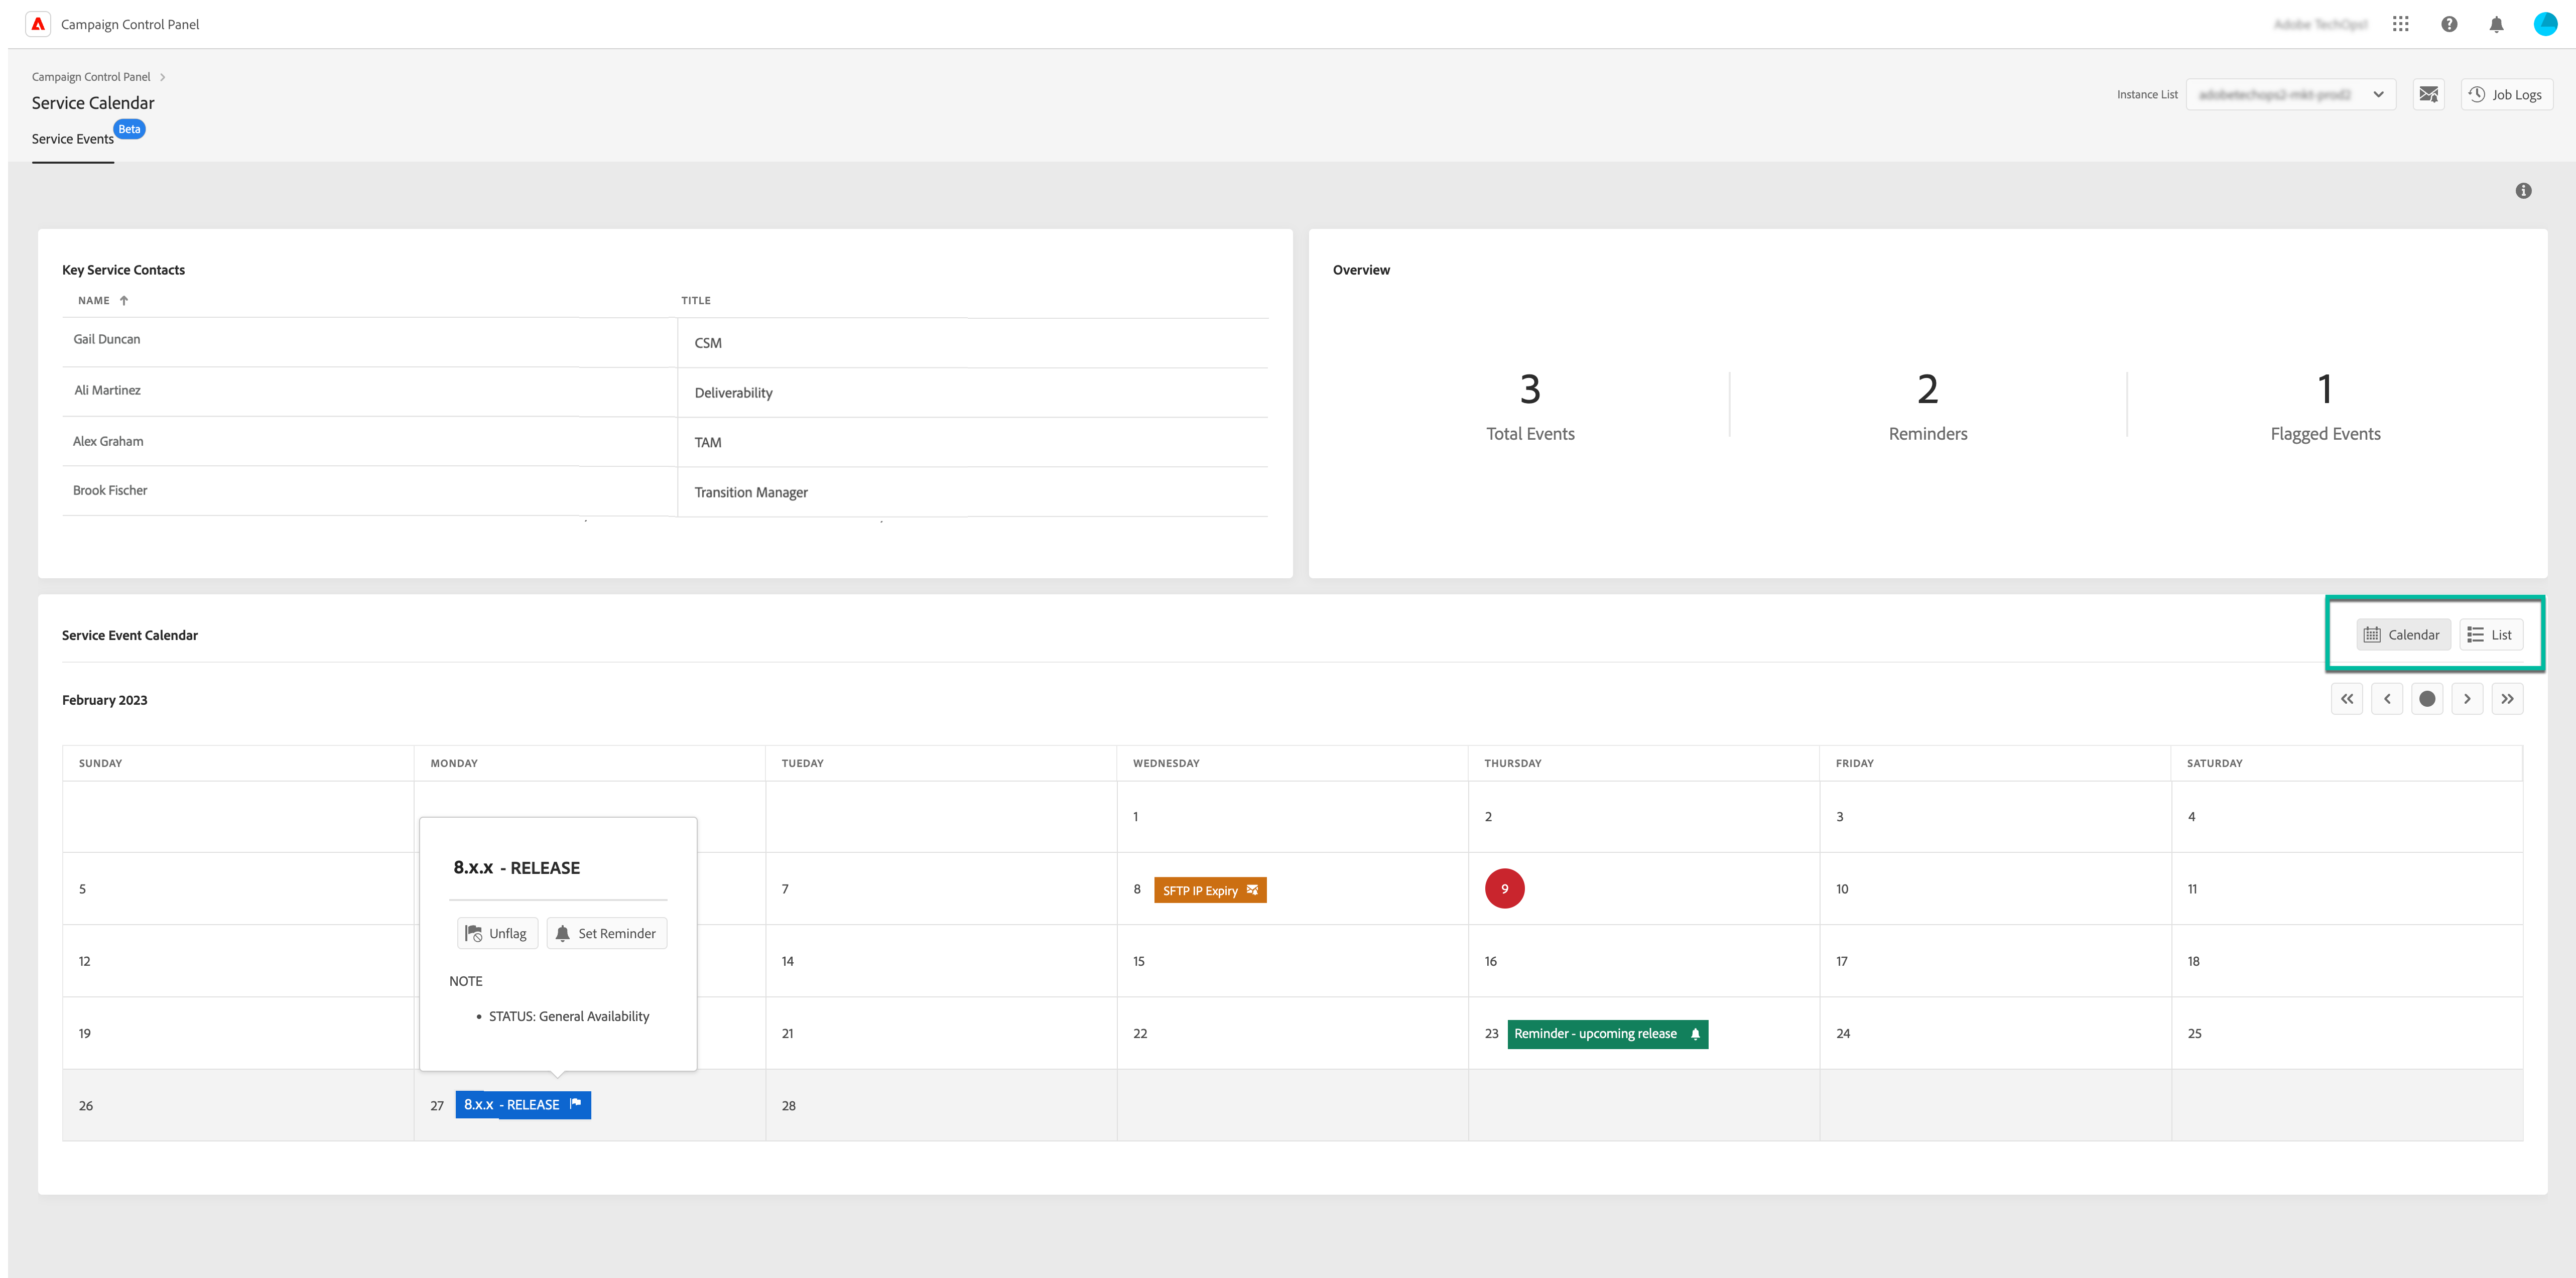 Campaign Control Panel
Campaign Control Panel
Service Calendar
Instance List
Job Logs
Service Events Beta
Key Service Contacts
NAME TITLE
Gail Duncan CSM
Ali Martinez Deliverability
Alex Graham TAM
Brook Fischer Transition Manager
Overview
3 2 1
Total Events Reminders Flagged Events
Service Event Calendar
Calendar List
February 2023
SUNDAY MONDAY TUEDAY WEDNESDAY THURSDAY FRIDAY SATURDAY
1 2 3 4
5 7 8 SFTP IP Expiry 9 10 11
12 14 15 16 17 18
19 21 22 23 Reminder - upcoming release 24 25
26 27 8.x.x - RELEASE 28
8.x.x - RELEASE
Unflag Set Reminder
NOTE
• STATUS: General Availability